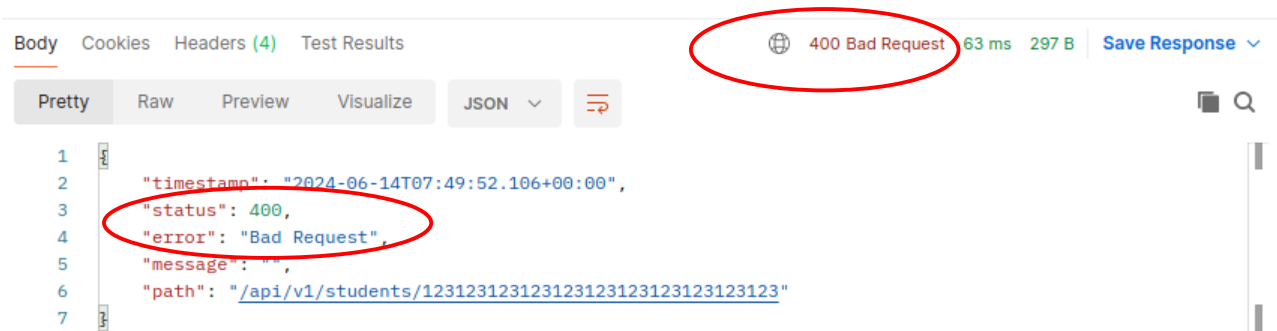 Body Cookies Headers (4) Test Results 400 Bad Request 63 ms 297 B Save Response
Pretty Raw Preview Visualize JSON
1 {
2 "timestamp": "2024-06-14T07:49:52.106+00:00",
3 "status": 400,
4 "error": "Bad Request",
5 "message": "",
6 "path": "/api/v1/students/123123123123123123123123123123123"
7 }